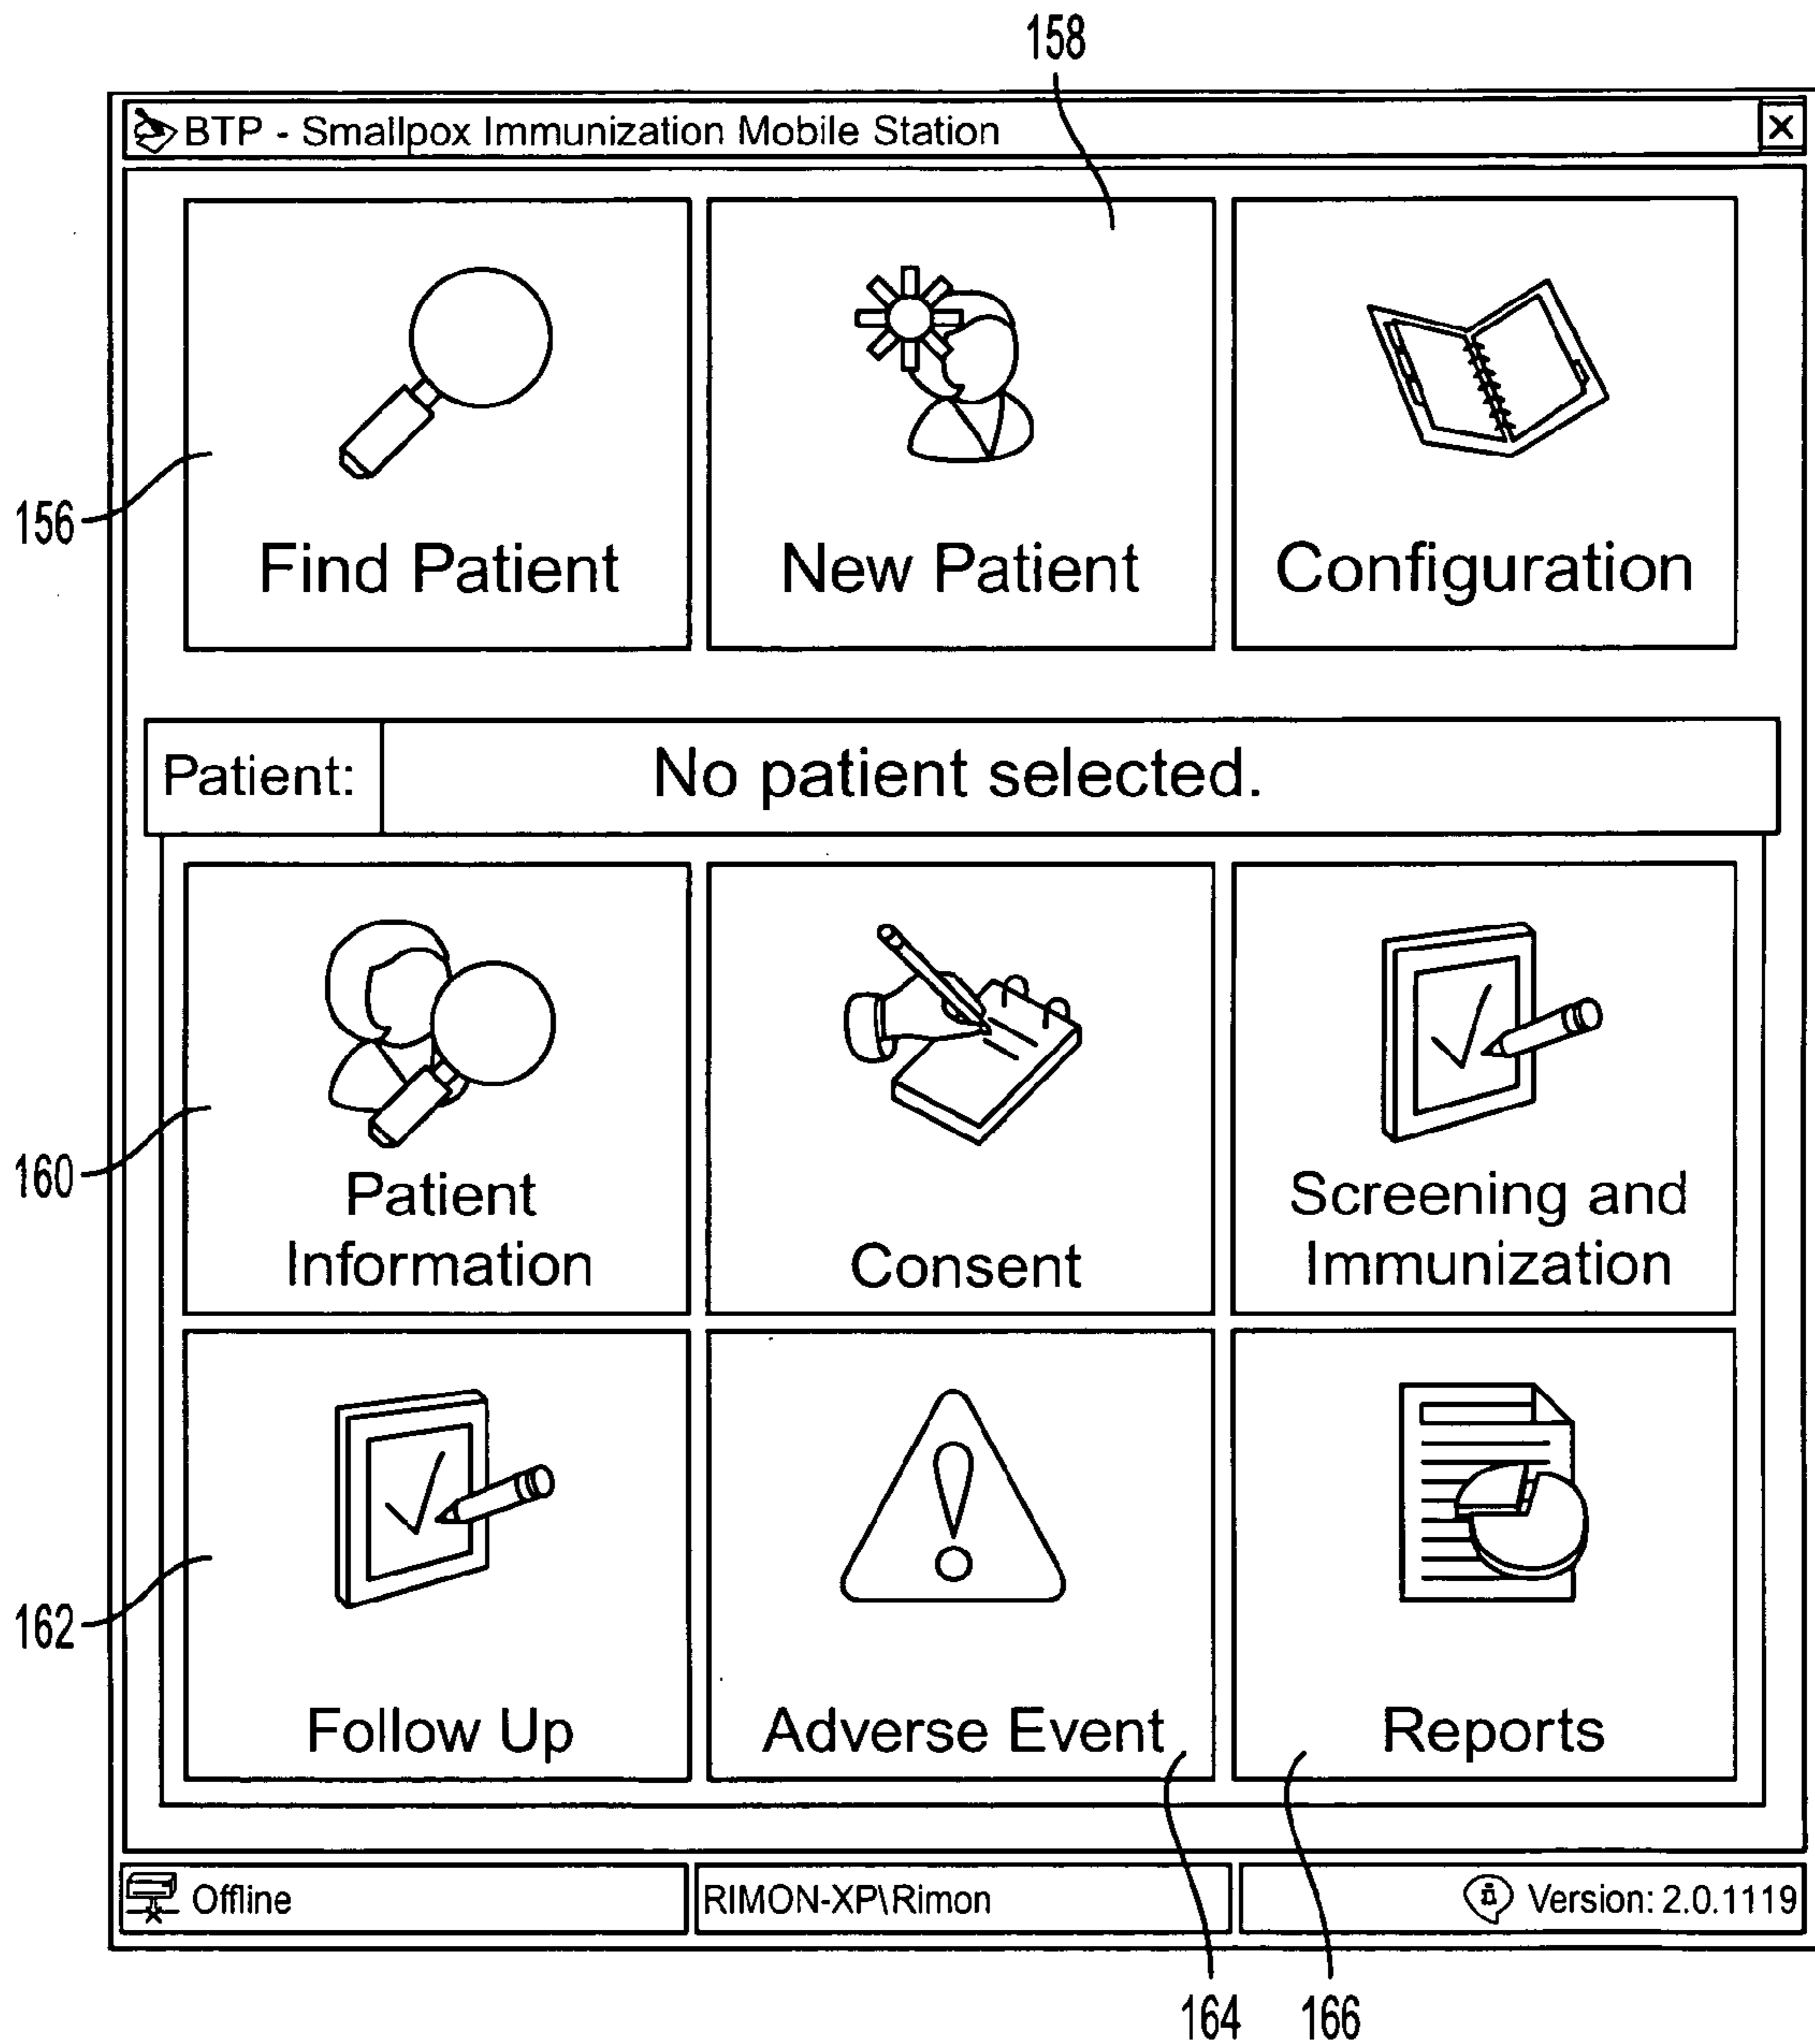 158
BTP - Smallpox Immunization Mobile Station
156
Find Patient
New Patient
Configuration
Patient:
No patient selected.
160
Patient
Information
Consent
Screening and
Immunization
162
Follow Up
Adverse Event
Reports
Offline
RIMON-XP\Rimon
Version: 2.0.1119
164
166